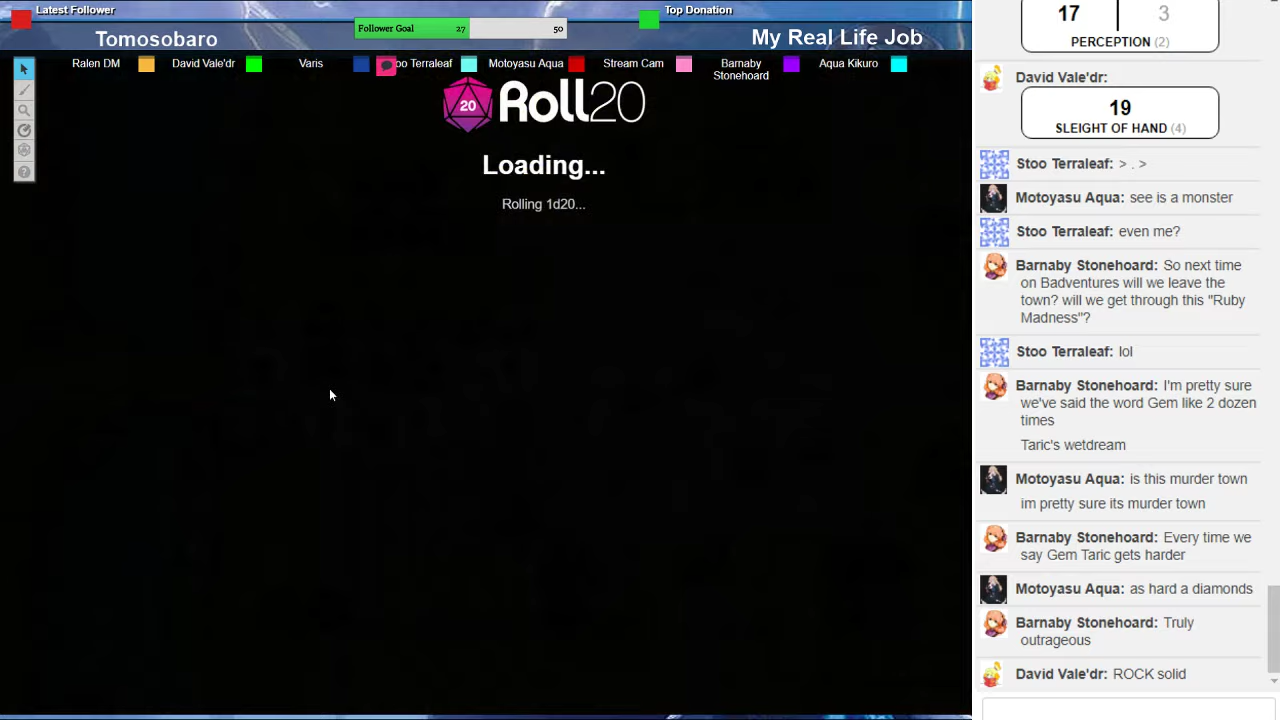 Latest Follower
Tomosobaro
Follower Goal 27 50
Top Donation
My Real Life Job
Ralen DM
David Vale'dr
Varis
oo Terraleaf
Motoyasu Aqua
Stream Cam
Barnaby
Stonehoard
Aqua Kikuro
20 Roll20
Loading...
Rolling 1d20...
17 3
PERCEPTION (2)
David Vale'dr:
19
SLEIGHT OF HAND (4)
Stoo Terraleaf: > . >
Motoyasu Aqua: see is a monster
Stoo Terraleaf: even me?
Barnaby Stonehoard: So next time
on Badventures will we leave the
town? will we get through this "Ruby
Madness"?
Stoo Terraleaf: lol
Barnaby Stonehoard: I'm pretty sure
we've said the word Gem like 2 dozen
times
Taric's wetdream
Motoyasu Aqua: is this murder town
im pretty sure its murder town
Barnaby Stonehoard: Every time we
say Gem Taric gets harder
Motoyasu Aqua: as hard a diamonds
Barnaby Stonehoard: Truly
outrageous
David Vale'dr: ROCK solid